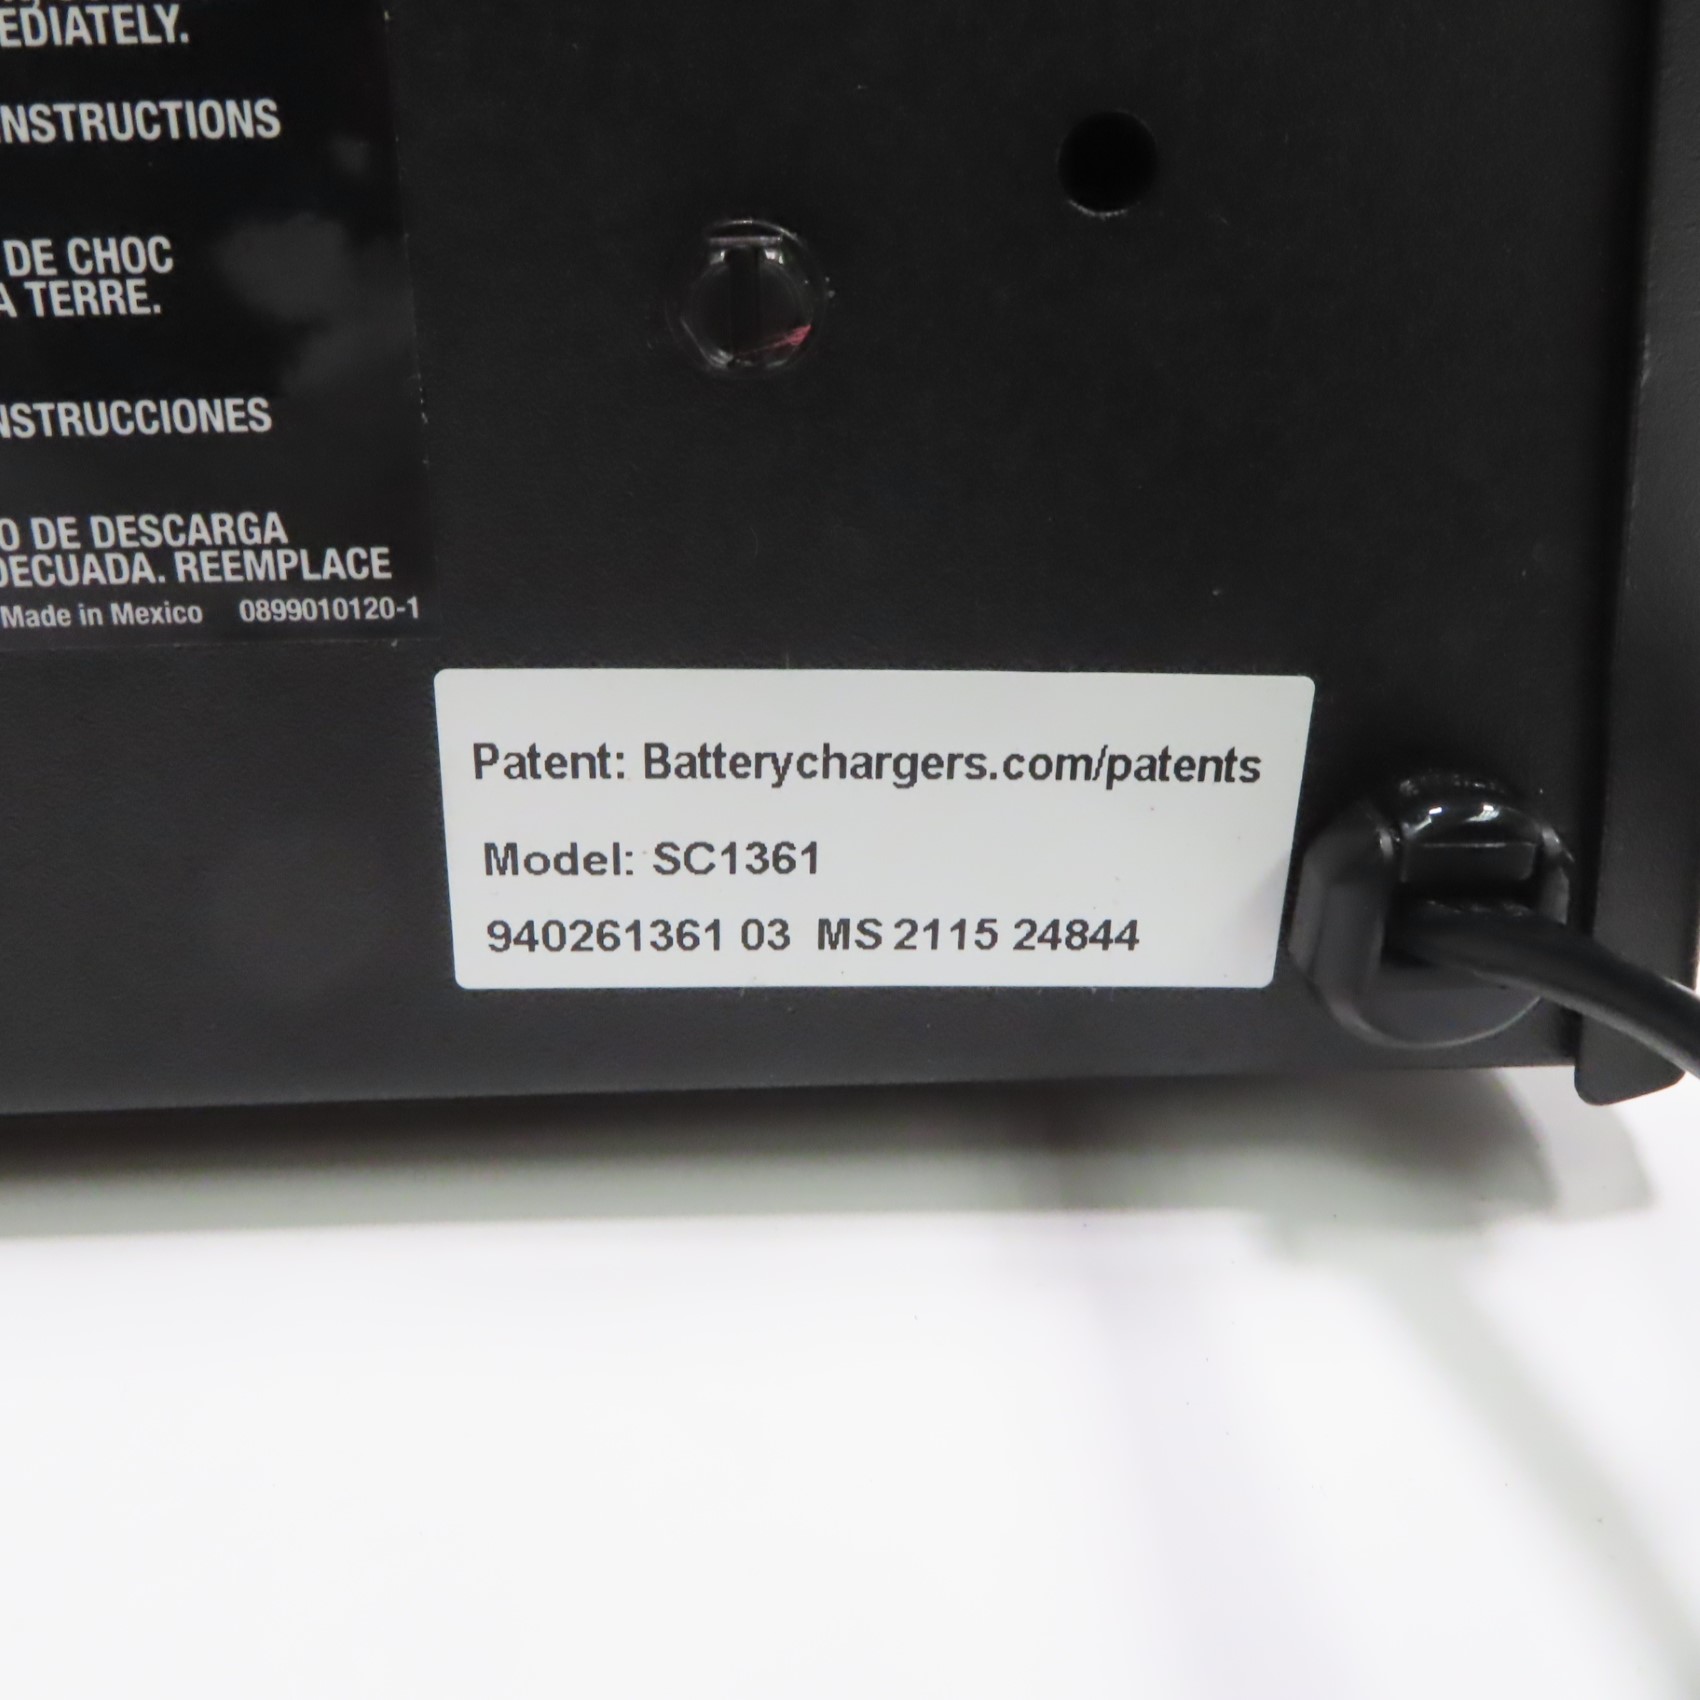 EDIATELY.
NSTRUCTIONS
DE CHOC
A TERRE.
NSTRUCCIONES
O DE DESCARGA
DECUADA. REEMPLACE
Made in Mexico 0899010120-1
Patent: Batterychargers.com/patents
Model: SC1361
940261361 03 MS 2115 24844